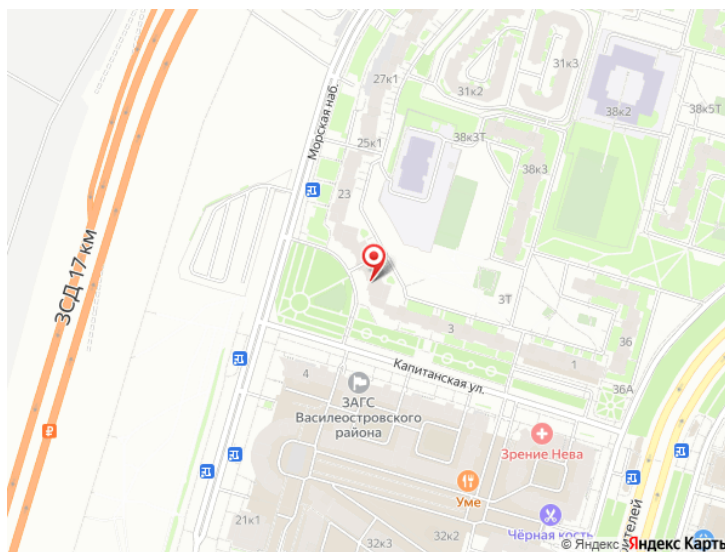 27к1
31к2
31к3
38к2
38к5Т
Морская наб.
25к1
38к3Т
38к3
23
ЗСД 17 км
3Т
3
1
36
36А
Капитанская ул.
4
ЗАГС
Василеостровского
района
Зрение Нева
Уме
21к1
32к3
32к2
Чёрная кость
ителей
© Яндекс Яндекс Карты